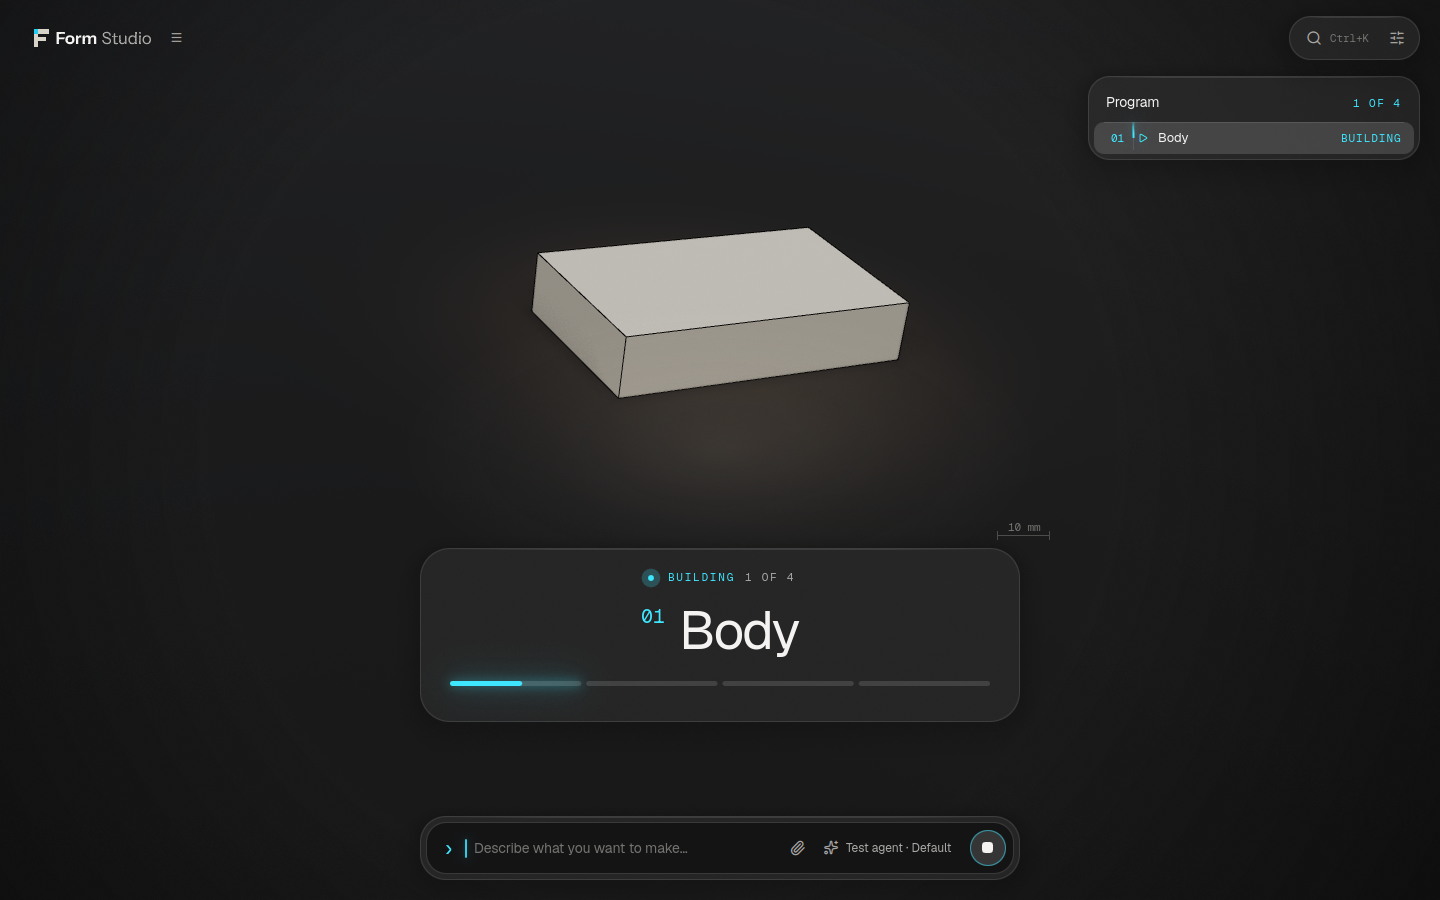 Form Studio
Ctrl+K
Program 1 OF 4
01 Body BUILDING
10 mm
BUILDING 1 OF 4
01 Body
Describe what you want to make… Test agent · Default